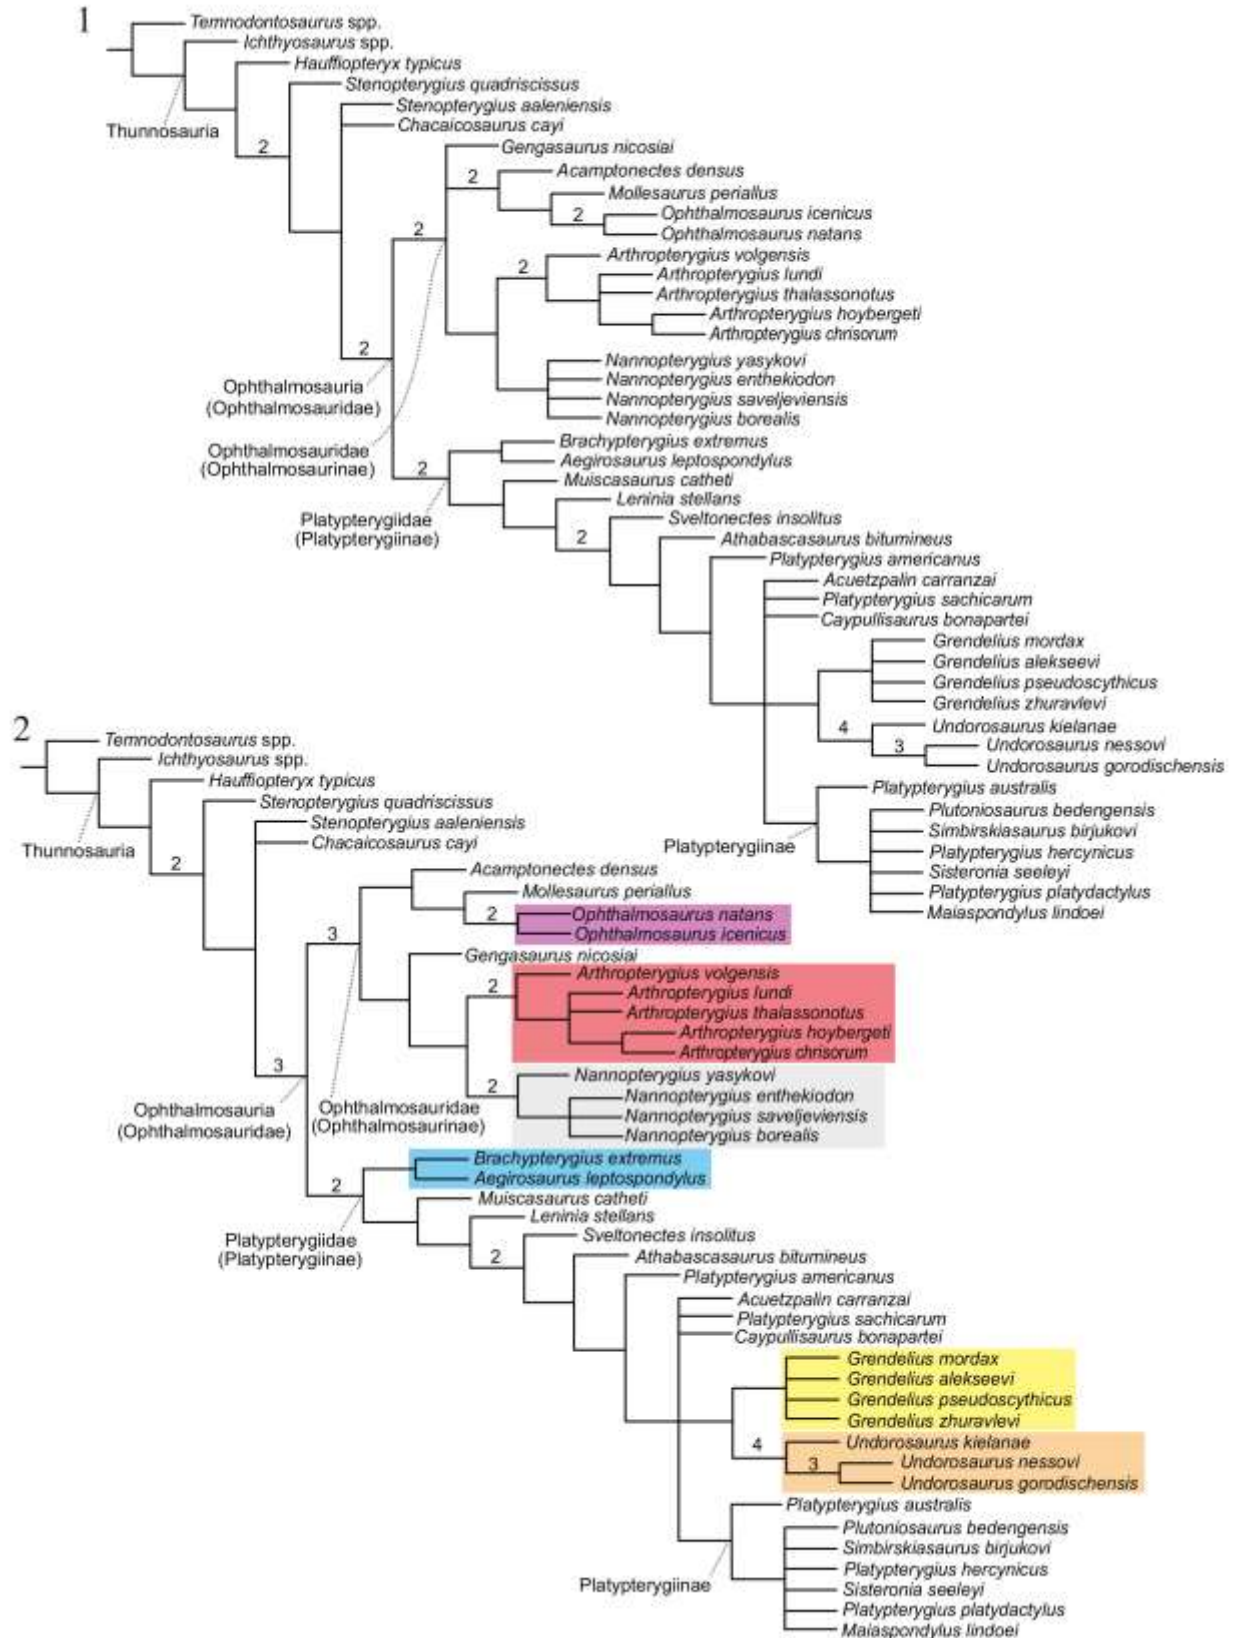 1
Temnodontosaurus spp.
Ichthyosaurus spp.
Hauffiopteryx typicus
Stenopterygius quadriscissus
Stenopterygius aaleniensis
Chacaicosaurus cayi
Thunnosauria
2
Gengasaurus nicosiai
2
Acamptonectes densus
Mollesaurus periallus
2
Ophthalmosaurus icenicus
Ophthalmosaurus natans
2
2
Arthropterygius volgensis
Arthropterygius lundi
Arthropterygius thalassonotus
Arthropterygius hoybergeti
Arthropterygius chrisorum
2
Nannopterygius yasykovi
Nannopterygius enthekiodon
Nannopterygius saveljeviensis
Nannopterygius borealis
Ophthalmosauria
(Ophthalmosauridae)
Ophthalmosauridae
(Ophthalmosaurinae)
2
Brachypterygius extremus
Aegirosaurus leptospondylus
Muiscasaurus catheti
Leninia stellans
Platypterygiidae
(Platypterygiinae)
2
Sveltonectes insolitus
Athabascasaurus bitumineus
Platypterygius americanus
Acuetzpalin carranzai
Platypterygius sachicarum
Caypullisaurus bonapartei
Grendelius mordax
Grendelius alekseevi
Grendelius pseudoscythicus
Grendelius zhuravlevi
4
Undorosaurus kielanae
3
Undorosaurus nessovi
Undorosaurus gorodischensis
Platypterygius australis
Platypterygiinae
Plutoniosaurus bedengensis
Simbirskiasaurus birjukovi
Platypterygius hercynicus
Sisteronia seeleyi
Platypterygius platydactylus
Maiaspondylus lindoei
2
Temnodontosaurus spp.
Ichthyosaurus spp.
Hauffiopteryx typicus
Stenopterygius quadriscissus
Stenopterygius aaleniensis
Chacaicosaurus cayi
Thunnosauria
2
Acamptonectes densus
Mollesaurus periallus
2
Ophthalmosaurus natans
Ophthalmosaurus icenicus
3
Gengasaurus nicosiai
2
Arthropterygius volgensis
Arthropterygius lundi
Arthropterygius thalassonotus
Arthropterygius hoybergeti
Arthropterygius chrisorum
3
2
Nannopterygius yasykovi
Nannopterygius enthekiodon
Nannopterygius saveljeviensis
Nannopterygius borealis
Ophthalmosauria
(Ophthalmosauridae)
Ophthalmosauridae
(Ophthalmosaurinae)
2
Brachypterygius extremus
Aegirosaurus leptospondylus
Muiscasaurus catheti
Leninia stellans
Platypterygiidae
(Platypterygiinae)
2
Sveltonectes insolitus
Athabascasaurus bitumineus
Platypterygius americanus
Acuetzpalin carranzai
Platypterygius sachicarum
Caypullisaurus bonapartei
Grendelius mordax
Grendelius alekseevi
Grendelius pseudoscythicus
Grendelius zhuravlevi
4
Undorosaurus kielanae
3
Undorosaurus nessovi
Undorosaurus gorodischensis
Platypterygius australis
Platypterygiinae
Plutoniosaurus bedengensis
Simbirskiasaurus birjukovi
Platypterygius hercynicus
Sisteronia seeleyi
Platypterygius platydactylus
Maiaspondylus lindoei